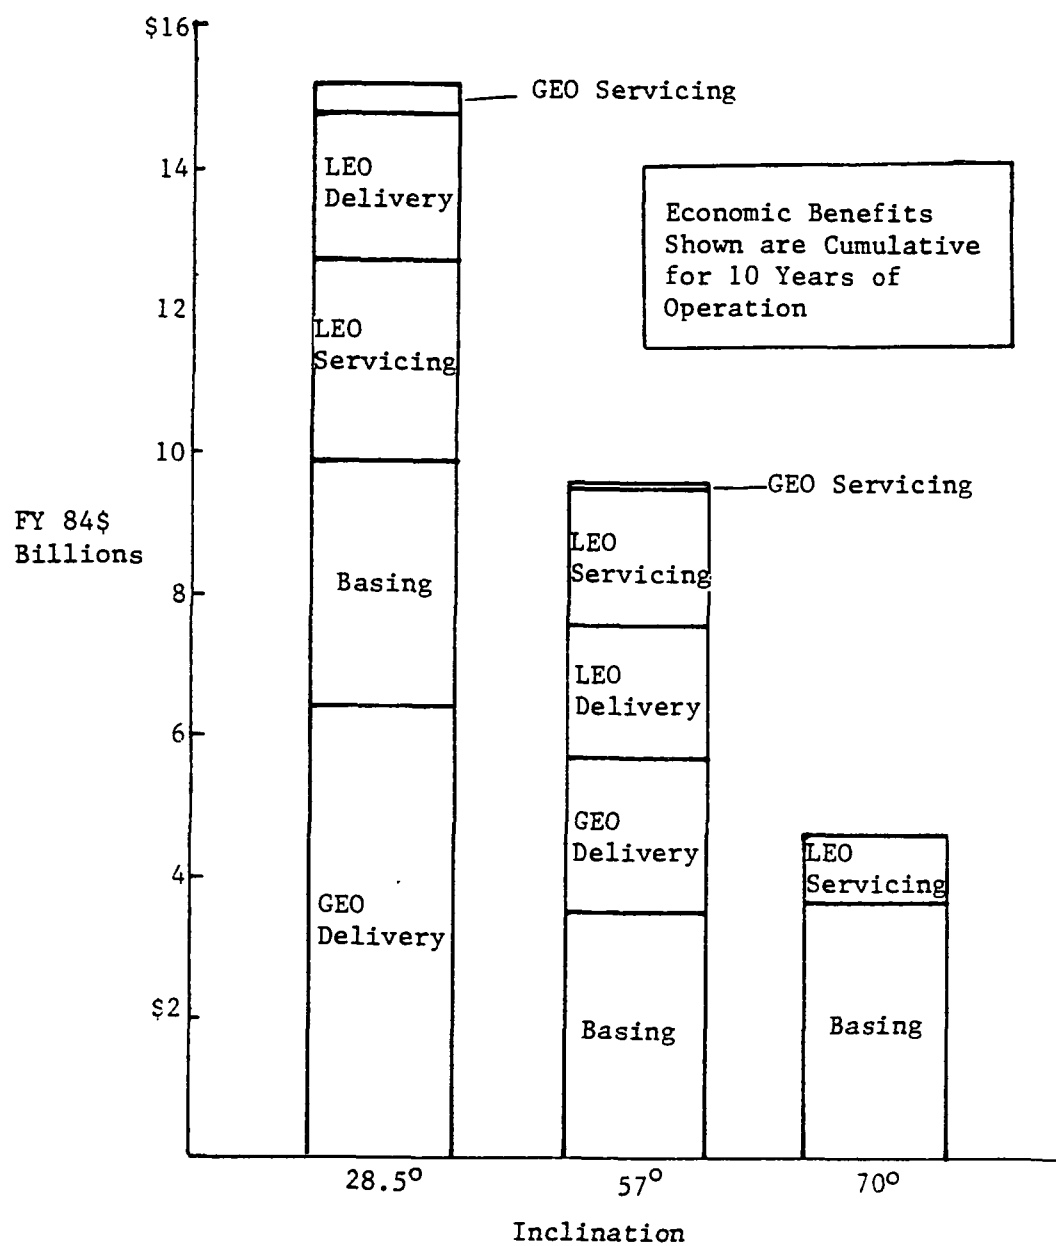 $16
GEO Servicing
14
LEO
Delivery
Economic Benefits
Shown are Cumulative
for 10 Years of
Operation
12
LEO
Servicing
10
GEO Servicing
FY 84$
Billions
LEO
Servicing
8
Basing
LEO
Delivery
6
GEO
Delivery
LEO
Servicing
4
GEO
Delivery
$2
Basing
Basing
28.5°
57°
70°
Inclination